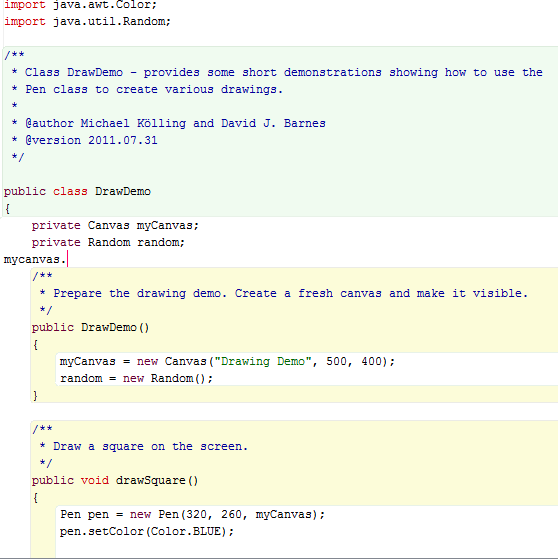 import java.awt.Color;
import java.util.Random;
/**
 * Class DrawDemo - provides some short demonstrations showing how to use the
 * Pen class to create various drawings.
 *
 * @author Michael Kölling and David J. Barnes
 * @version 2011.07.31
 */
public class DrawDemo
{
    private Canvas myCanvas;
    private Random random;
mycanvas.
    /**
     * Prepare the drawing demo. Create a fresh canvas and make it visible.
     */
    public DrawDemo()
    {
        myCanvas = new Canvas("Drawing Demo", 500, 400);
        random = new Random();
    }
    /**
     * Draw a square on the screen.
     */
    public void drawSquare()
    {
        Pen pen = new Pen(320, 260, myCanvas);
        pen.setColor(Color.BLUE);